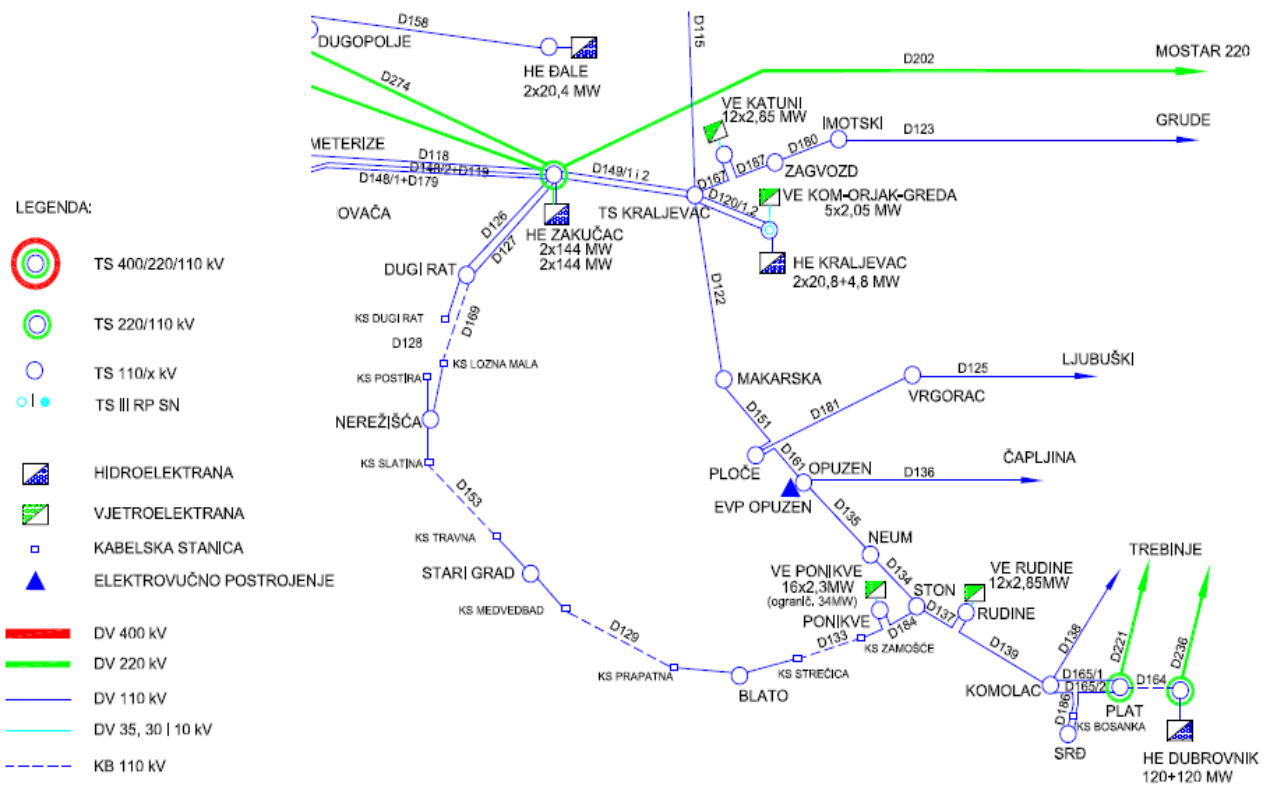 D158
DUGOPOLJE
HE ĐALE
2x20,4 MW
D115
D202
MOSTAR 220
D274
VE KATUNI
12x2,85 MW
IMOTSKI
D123
GRUDE
METERIZE
D118
D148/2+D119
D148/1+D179
D149/1 i 2
D167
D187
D180
ZAGVOZD
VE KOM-ORJAK-GREDA
5x2,05 MW
TS KRALJEVAC
D120/1,2
LEGENDA:
IOVAČA
D126
D127
HE ZAKUČAC
2x144 MW
2x144 MW
HE KRALJEVAC
2x20,8+4,8 MW
TS 400/220/110 kV
DUGI RAT
D122
KS DUGI RAT
D169
TS 220/110 kV
D128
KS LOZNA MALA
LJUBUŠKI
D125
TS 110/x kV
KS POSTIRA
MAKARSKA
VRGORAC
TS III RP SN
D151
D181
NEREŽIŠĆA
KS SLATINA
PLOČE
D161
OPUZEN
D136
ČAPLJINA
HIDROELEKTRANA
D153
EVP OPUZEN
D135
VJETROELEKTRANA
KS TRAVNA
NEUM
KABELSKA STANICA
TREBINJE
STARI GRAD
VE PONIKVE
16x2,3MW
(ogranič. 34MW)
D134
VE RUDINE
12x2,85MW
ELEKTROVUČNO POSTROJENJE
STON
KS MEDVEDBAD
PONIKVE
D184
D137
RUDINE
DV 400 kV
D129
D133
KS ZAMOŠĆE
D139
D138
D221
D236
DV 220 kV
KS PRAPATNA
KS STREČICA
D165/1
D164
DV 110 kV
BLATO
KOMOLAC
D165/2
PLAT
D186
KS BOSANKA
DV 35, 30 I 10 kV
SRĐ
HE DUBROVNIK
120+120 MW
KB 110 kV